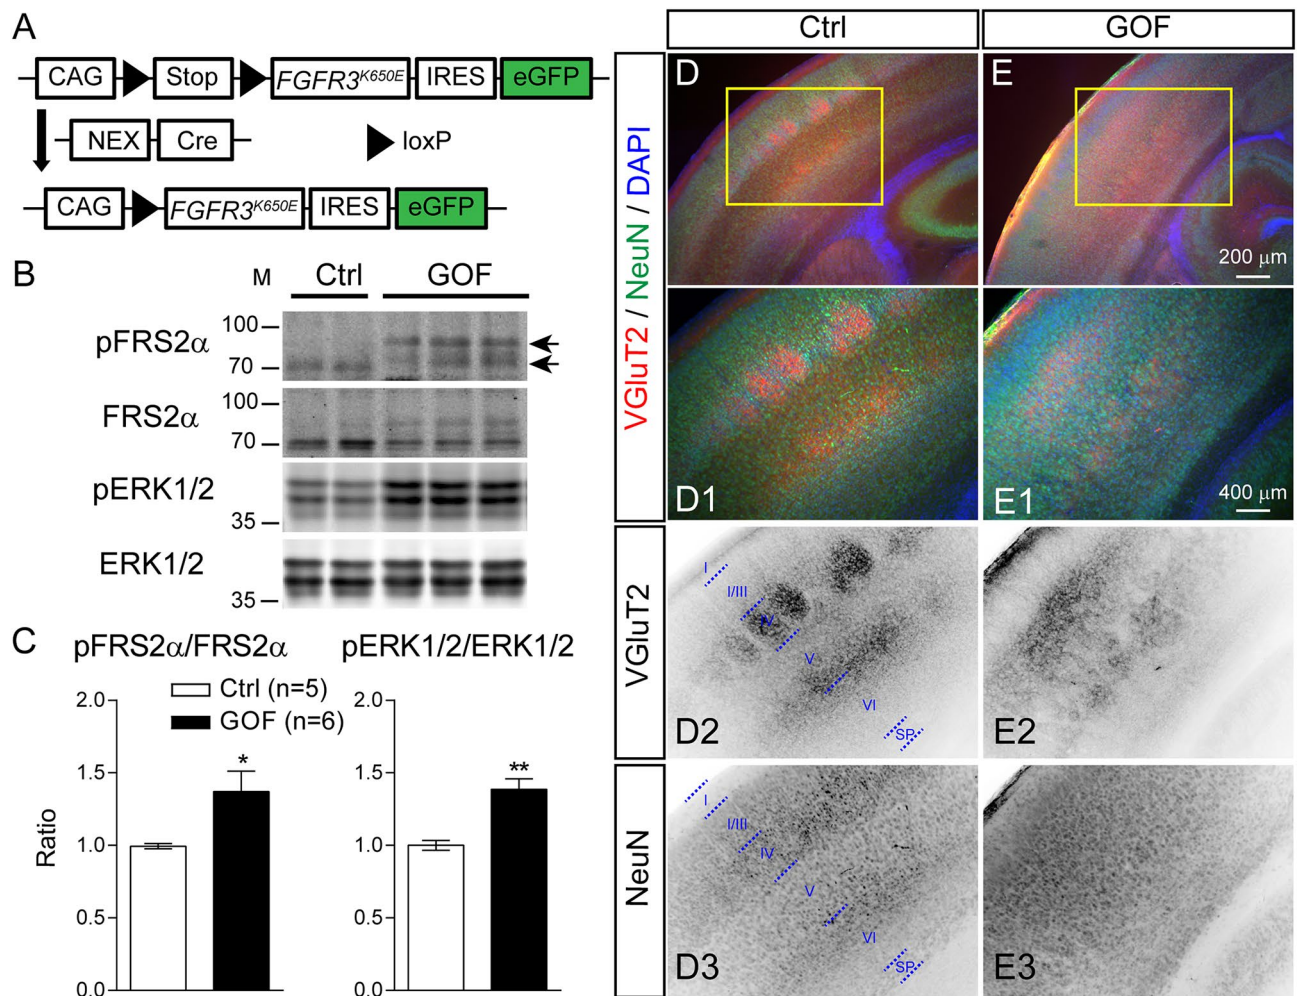 A
CAG Stop FGFR3K650E IRES eGFP
NEX Cre loxP
CAG FGFR3K650E IRES eGFP
B
M Ctrl GOF
pFRS2α 100 70
FRS2α 100 70
pERK1/2 35
ERK1/2 35
C
pFRS2α/FRS2α pERK1/2/ERK1/2
Ctrl (n=5)
GOF (n=6)
Ratio
2.0
1.5
1.0
0.5
0.0
*
2.0
1.5
1.0
0.5
0.0
**
Ctrl GOF
VGluT2 / NeuN / DAPI
D
E
200 μm
D1
E1
400 μm
VGluT2
I
I/III
IV
V
VI
SP
D2
E2
NeuN
I
I/III
IV
V
VI
SP
D3
E3